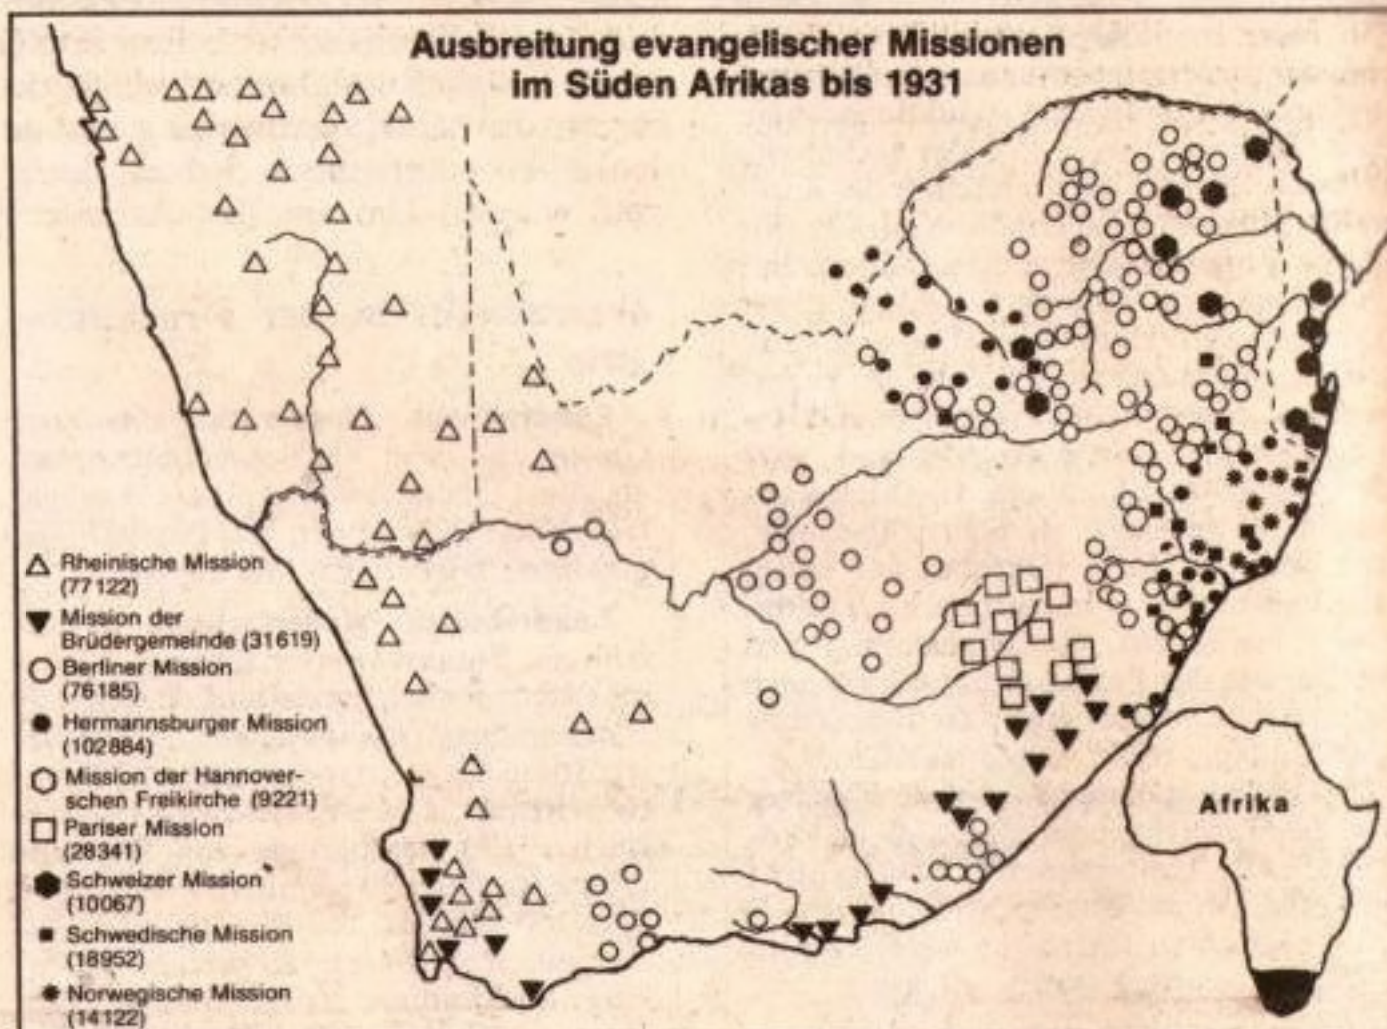 Ausbreitung evangelischer Missionen
im Süden Afrikas bis 1931
Rheinische Mission
(77122)
Mission der
Brüdergemeinde (31619)
Berliner Mission
(76185)
Hermannsburger Mission
(102884)
Mission der Hannover-
schen Freikirche (9221)
Pariser Mission
(28341)
Schweizer Mission
(10067)
Schwedische Mission
(18952)
Norwegische Mission
(14122)
Afrika